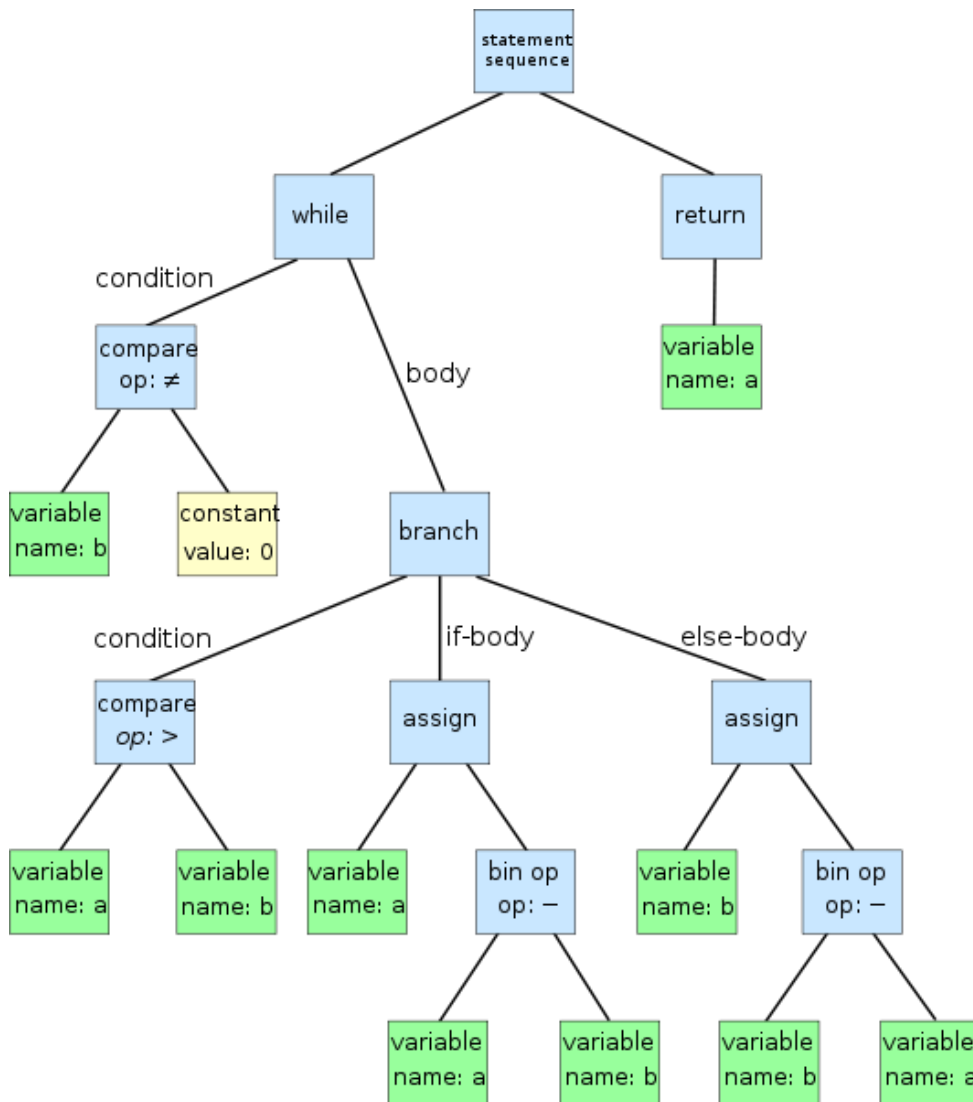 statement
sequence
while
return
condition
compare
op: ≠
body
variable
name: a
variable
name: b
constant
value: 0
branch
condition
if-body
else-body
compare
op: >
assign
assign
variable
name: a
variable
name: b
variable
name: a
bin op
op: −
variable
name: b
bin op
op: −
variable
name: a
variable
name: b
variable
name: b
variable
name: a